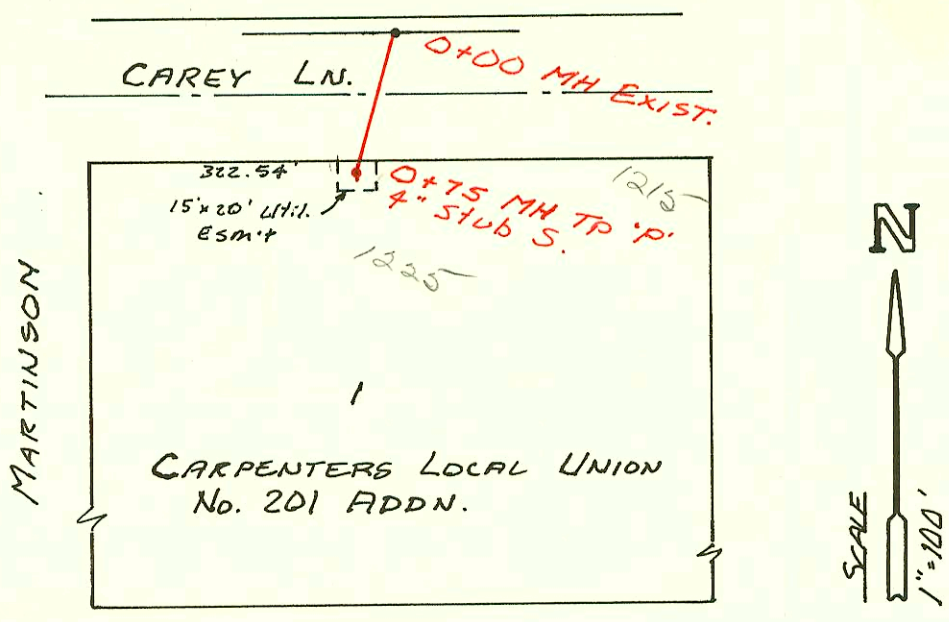 CAREY LN.
0+00 MH EXIST.
322.54'
15'x20' Util.
Esm't
0+75 MH TP 'P'
4" Stub S.
1215
1225
N
MARTINSON
1
CARPENTERS LOCAL UNION
No. 201 ADDN.
SCALE
1"=100'